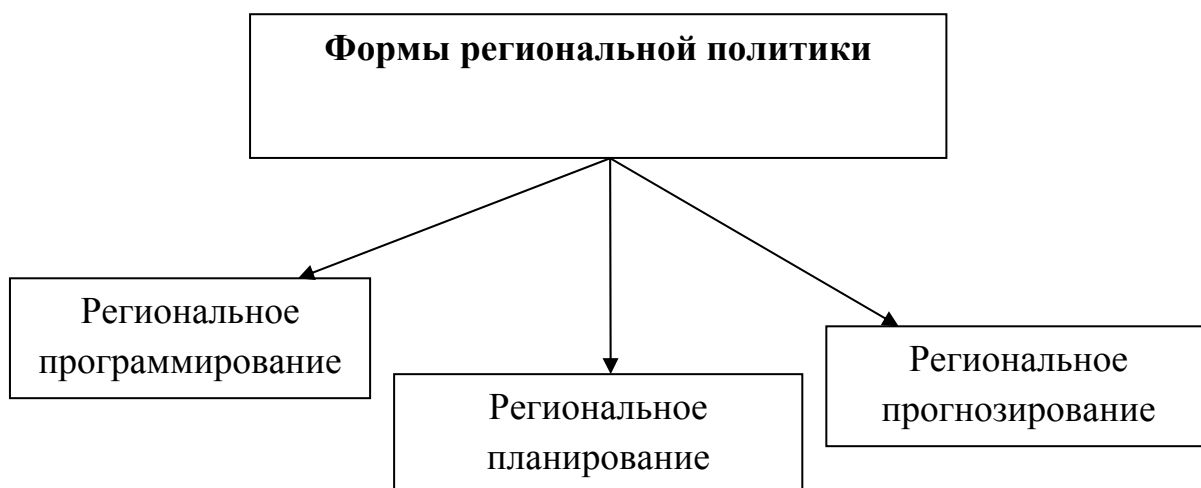 Формы региональной политики
Региональное
программирование
Региональное
планирование
Региональное
прогнозирование